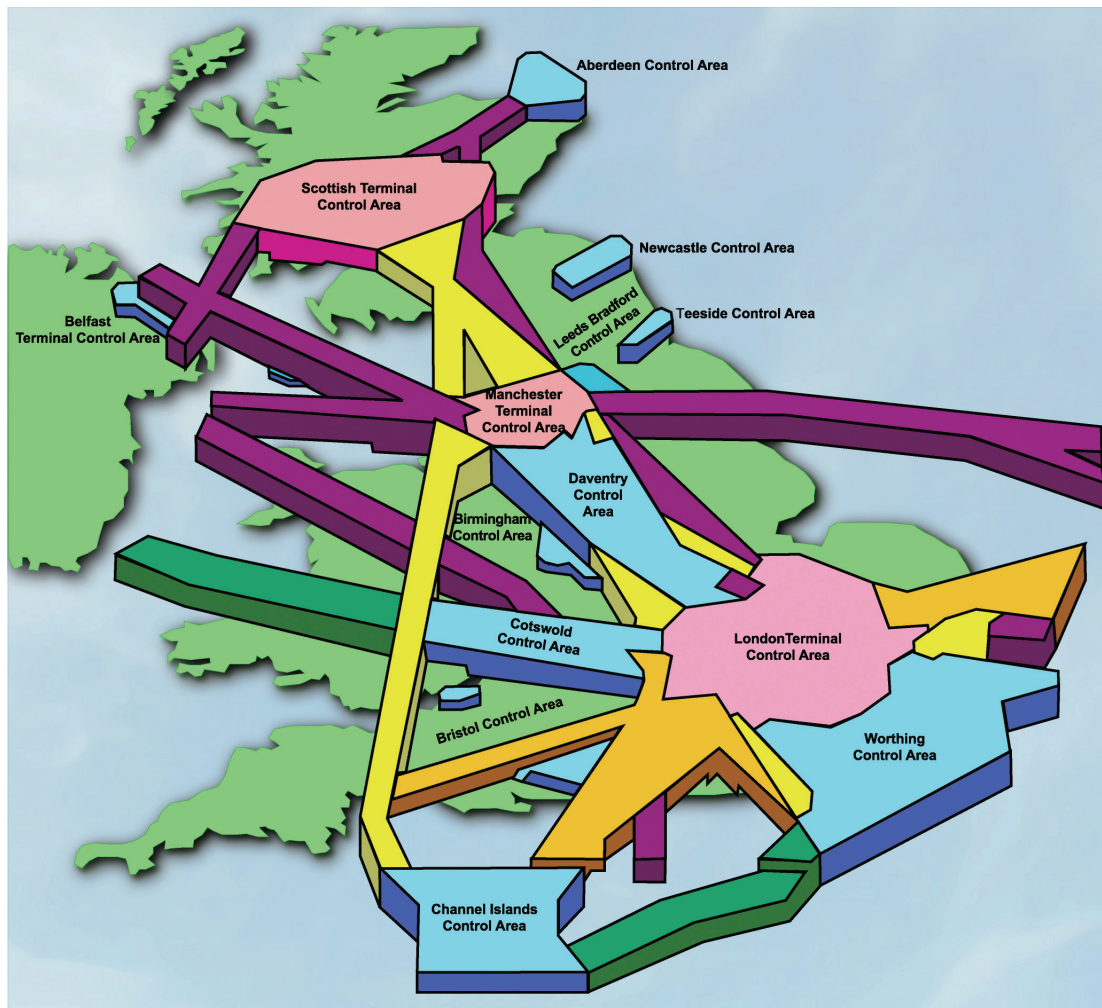 Aberdeen Control Area
Scottish Terminal
Control Area
Newcastle Control Area
Leeds Bradford
Control Area
Teeside Control Area
Belfast
Terminal Control Area
Manchester
Terminal
Control Area
Daventry
Control
Area
Birmingham
Control Area
Cotswold
Control Area
LondonTerminal
Control Area
Bristol Control Area
Worthing
Control Area
Channel Islands
Control Area